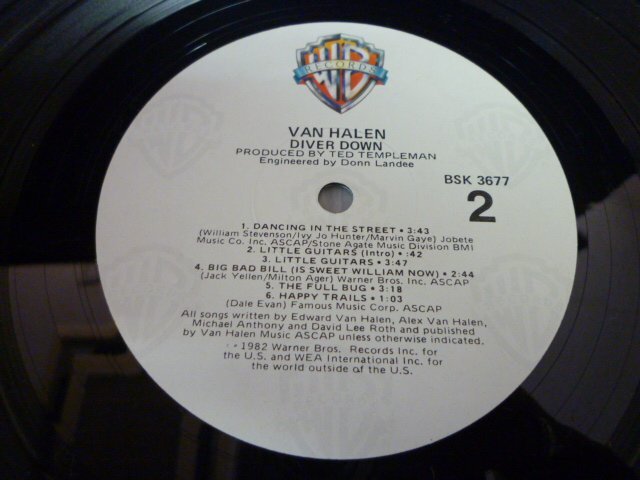 WB
RECORDS
VAN HALEN
DIVER DOWN
PRODUCED BY TED TEMPLEMAN
Engineered by Donn Landee
BSK 3677
2
1. DANCING IN THE STREET • 3:43
(William Stevenson/Ivy Jo Hunter/Marvin Gaye) Jobete
Music Co. Inc. ASCAP/Stone Agate Music Division BMI
2. LITTLE GUITARS (Intro) • :42
3. LITTLE GUITARS • 3:47
4. BIG BAD BILL (IS SWEET WILLIAM NOW) • 2:44
(Jack Yellen/Milton Ager) Warner Bros. Inc. ASCAP
5. THE FULL BUG • 3:18
6. HAPPY TRAILS • 1:03
(Dale Evan) Famous Music Corp. ASCAP
All songs written by Edward Van Halen, Alex Van Halen,
Michael Anthony and David Lee Roth and published
by Van Halen Music ASCAP unless otherwise indicated.
© 1982 Warner Bros. Records Inc. for
the U.S. and WEA International Inc. for
the world outside of the U.S.